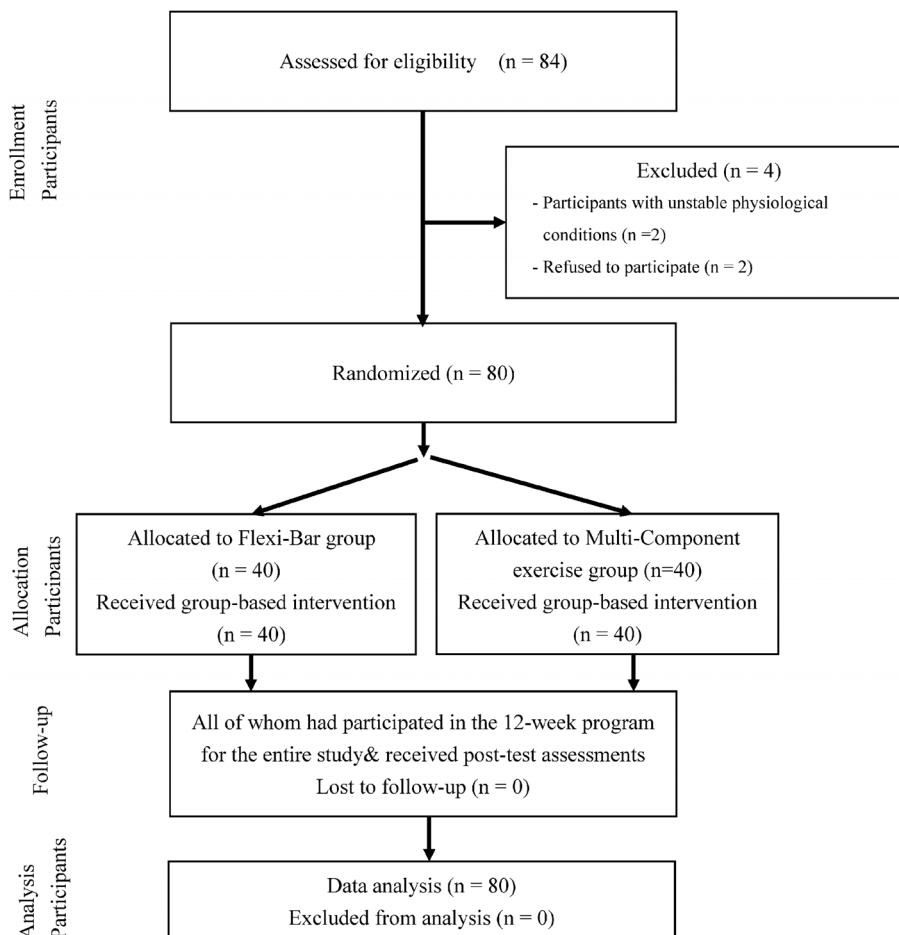 Assessed for eligibility (n = 84)
Enrollment
Participants
Excluded (n = 4)
- Participants with unstable physiological
conditions (n =2)
- Refused to participate (n = 2)
Randomized (n = 80)
Allocation
Participants
Allocated to Flexi-Bar group
(n = 40)
Received group-based intervention
(n = 40)
Allocated to Multi-Component
exercise group (n=40)
Received group-based intervention
(n = 40)
Follow-up
All of whom had participated in the 12-week program
for the entire study& received post-test assessments
Lost to follow-up (n = 0)
Analysis
Participants
Data analysis (n = 80)
Excluded from analysis (n = 0)